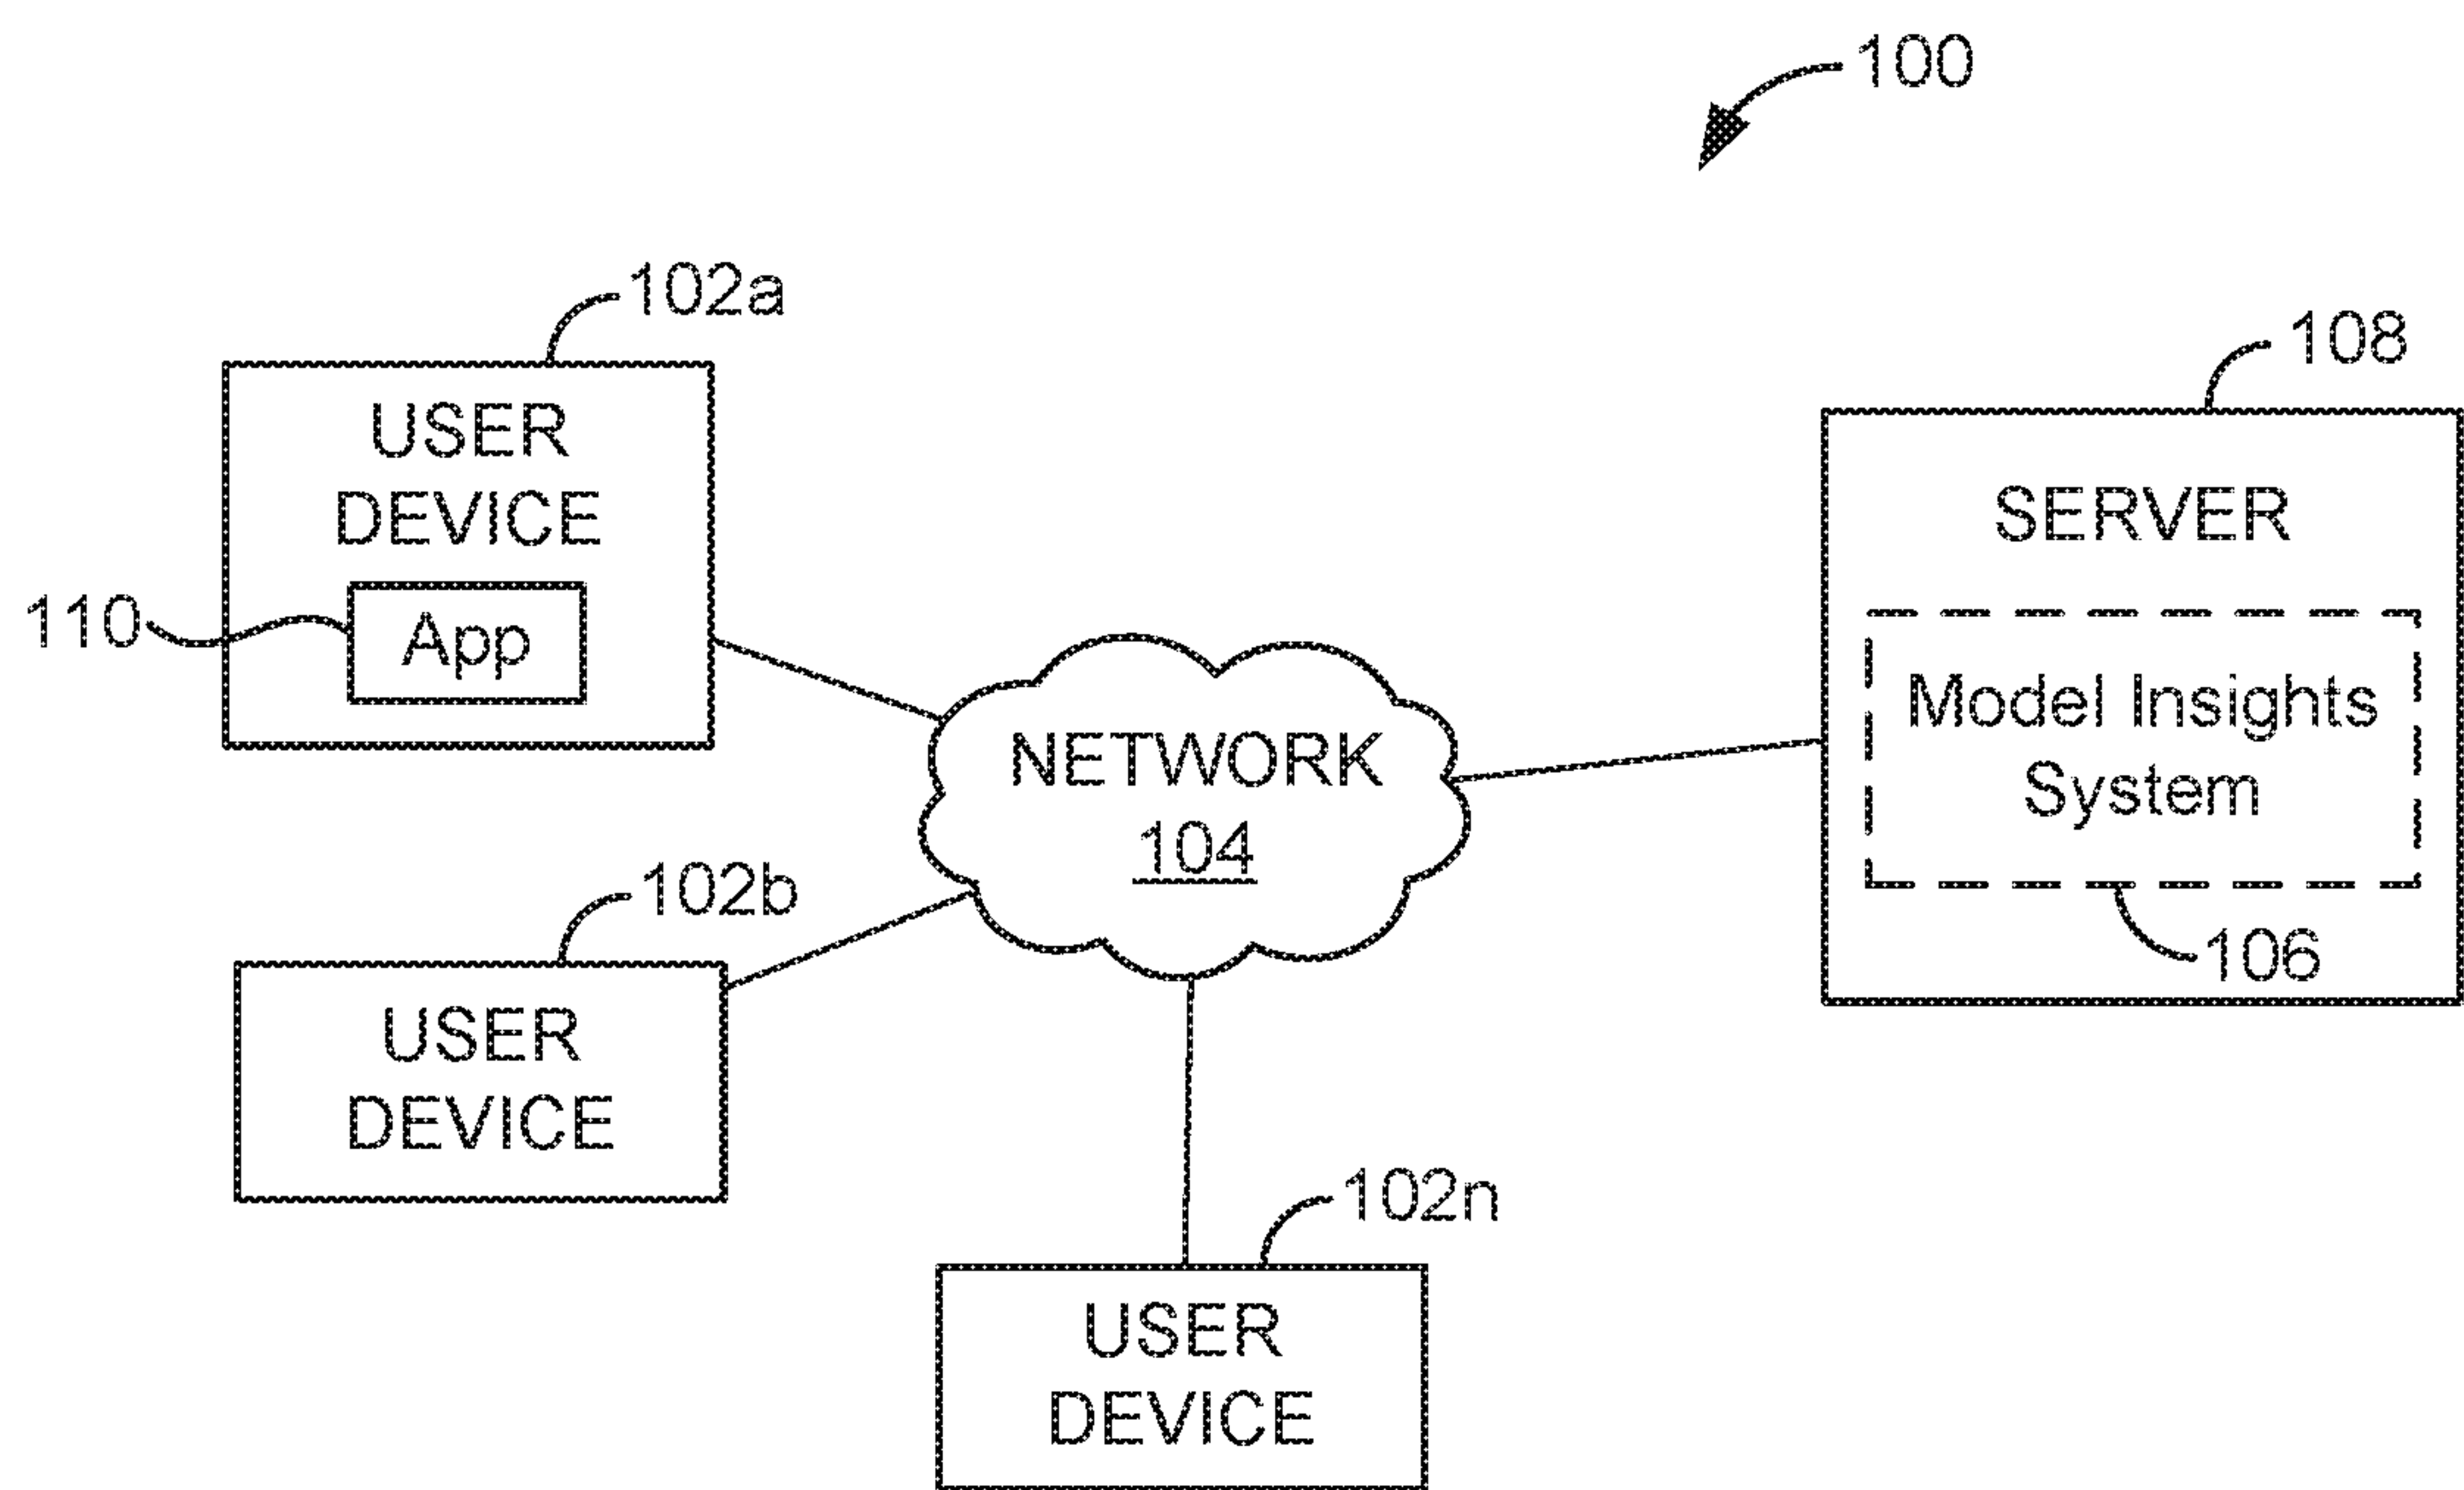 100
102a
USER
DEVICE
110
App
108
SERVER
Model Insights
System
106
NETWORK
104
102b
USER
DEVICE
102n
USER
DEVICE